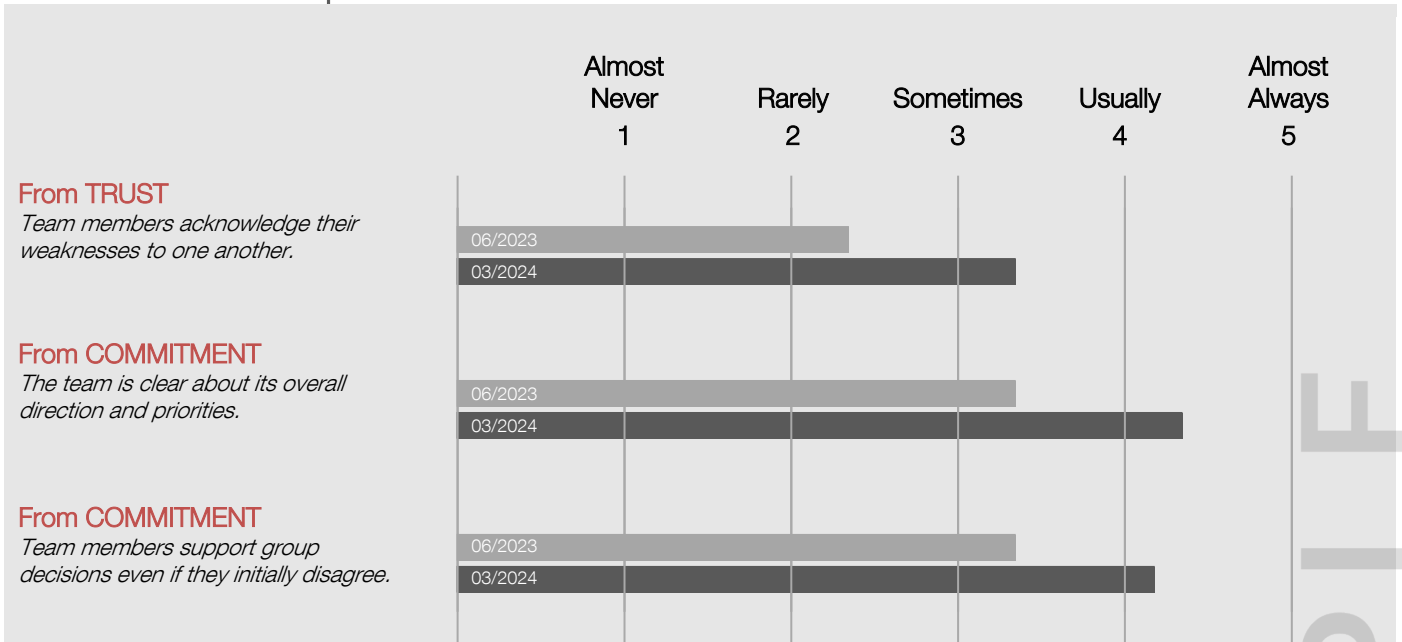 Almost
Never
Rarely
Sometimes
Usually
Almost
Always
1
2
3
4
5
From TRUST
Team members acknowledge their
weaknesses to one another.
06/2023
03/2024
From COMMITMENT
The team is clear about its overall
direction and priorities.
06/2023
03/2024
From COMMITMENT
Team members support group
decisions even if they initially disagree.
06/2023
03/2024